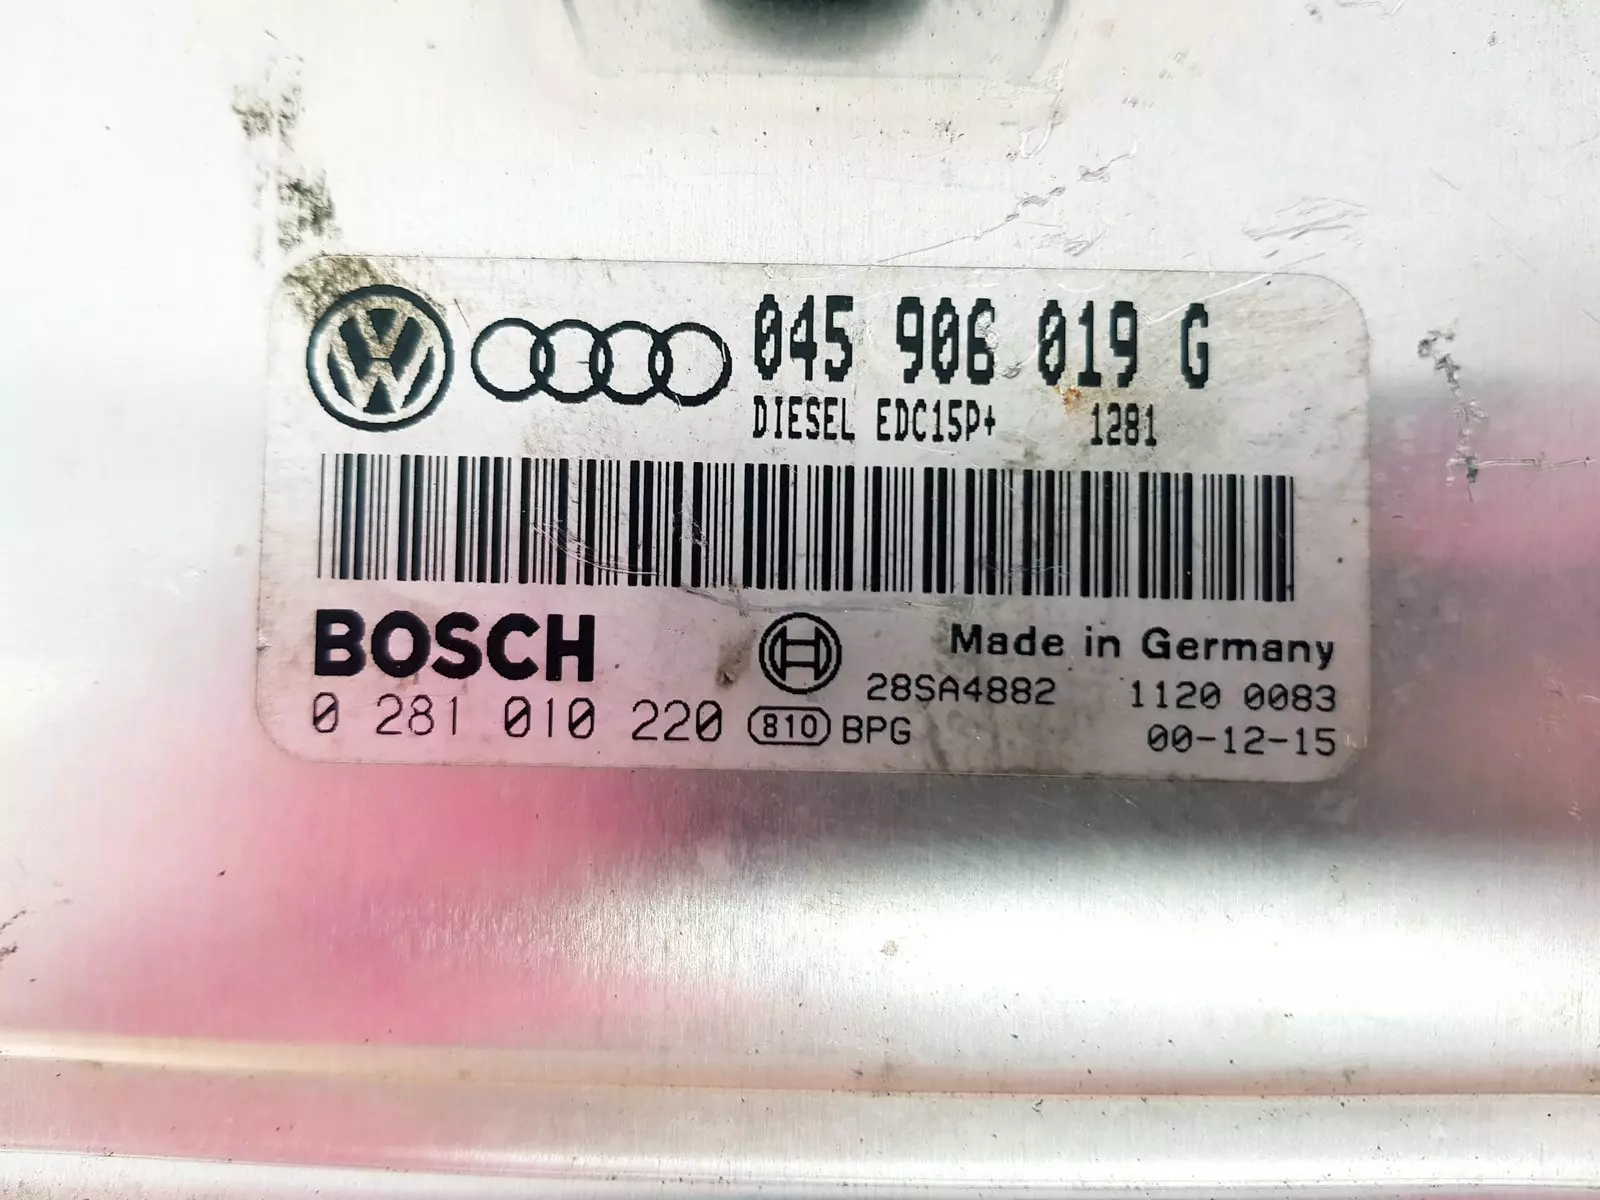 045 906 019 G
DIESEL EDC15P+ 1281
BOSCH
Made in Germany
28SA4882 1120 0083
0 281 010 220 810 BPG 00-12-15